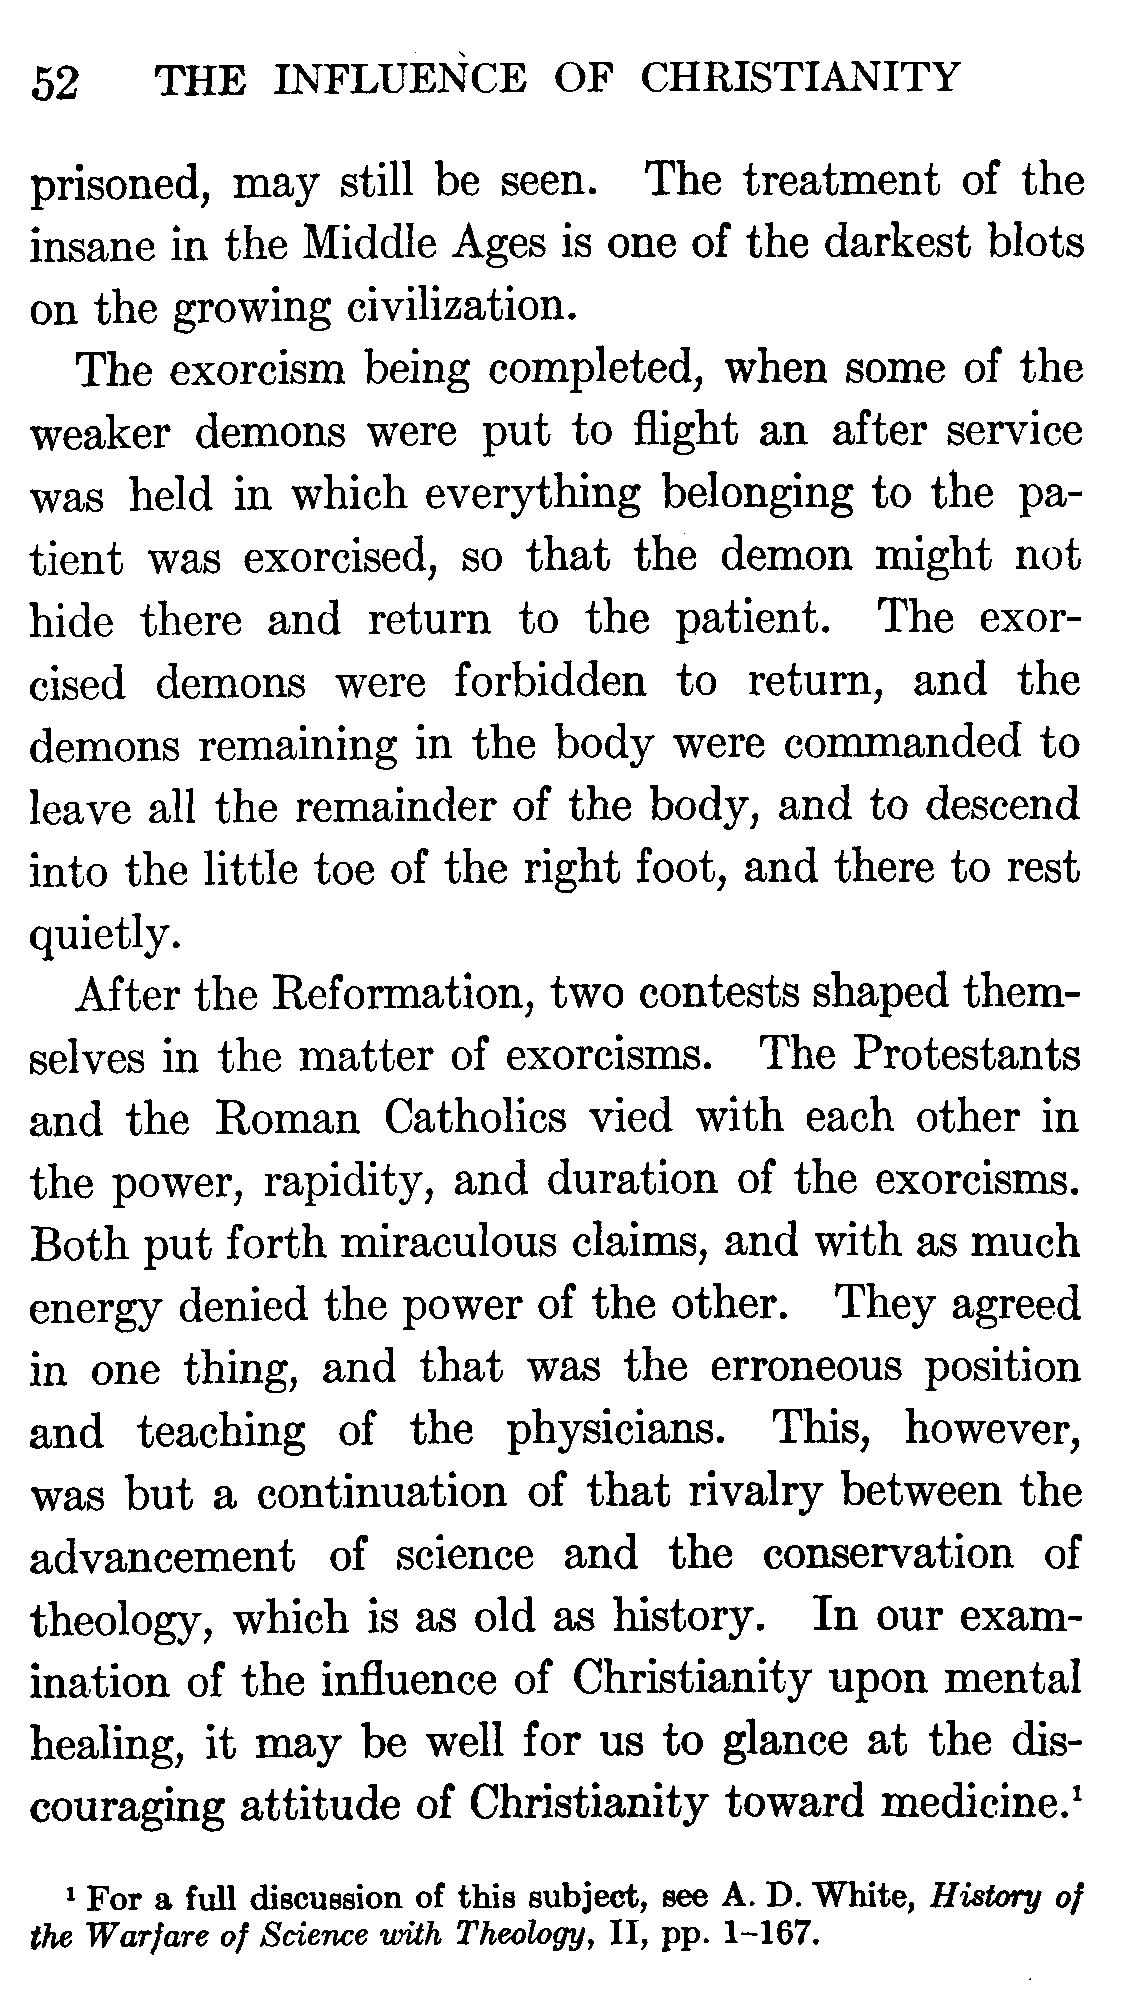 52 THE INFLUENCE OF CHRISTIANITY
prisoned, may still be seen. The treatment of the
insane in the Middle Ages is one of the darkest blots
on the growing civilization.
The exorcism being completed, when some of the
weaker demons were put to flight an after service
was held in which everything belonging to the pa-
tient was exorcised, so that the demon might not
hide there and return to the patient. The exor-
cised demons were forbidden to return, and the
demons remaining in the body were commanded to
leave all the remainder of the body, and to descend
into the little toe of the right foot, and there to rest
quietly.
After the Reformation, two contests shaped them-
selves in the matter of exorcisms. The Protestants
and the Roman Catholics vied with each other in
the power, rapidity, and duration of the exorcisms.
Both put forth miraculous claims, and with as much
energy denied the power of the other. They agreed
in one thing, and that was the erroneous position
and teaching of the physicians. This, however,
was but a continuation of that rivalry between the
advancement of science and the conservation of
theology, which is as old as history. In our exam-
ination of the influence of Christianity upon mental
healing, it may be well for us to glance at the dis-
couraging attitude of Christianity toward medicine.¹
¹ For a full discussion of this subject, see A. D. White, History of
the Warfare of Science with Theology, II, pp. 1–167.